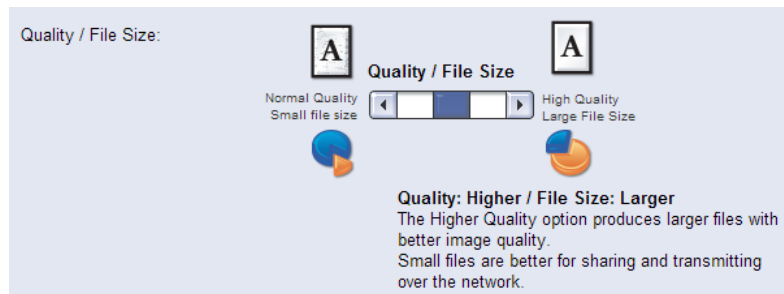 Quality / File Size:
A
A
Quality / File Size
Normal Quality
Small file size
High Quality
Large File Size
Quality: Higher / File Size: Larger
The Higher Quality option produces larger files with
better image quality.
Small files are better for sharing and transmitting
over the network.